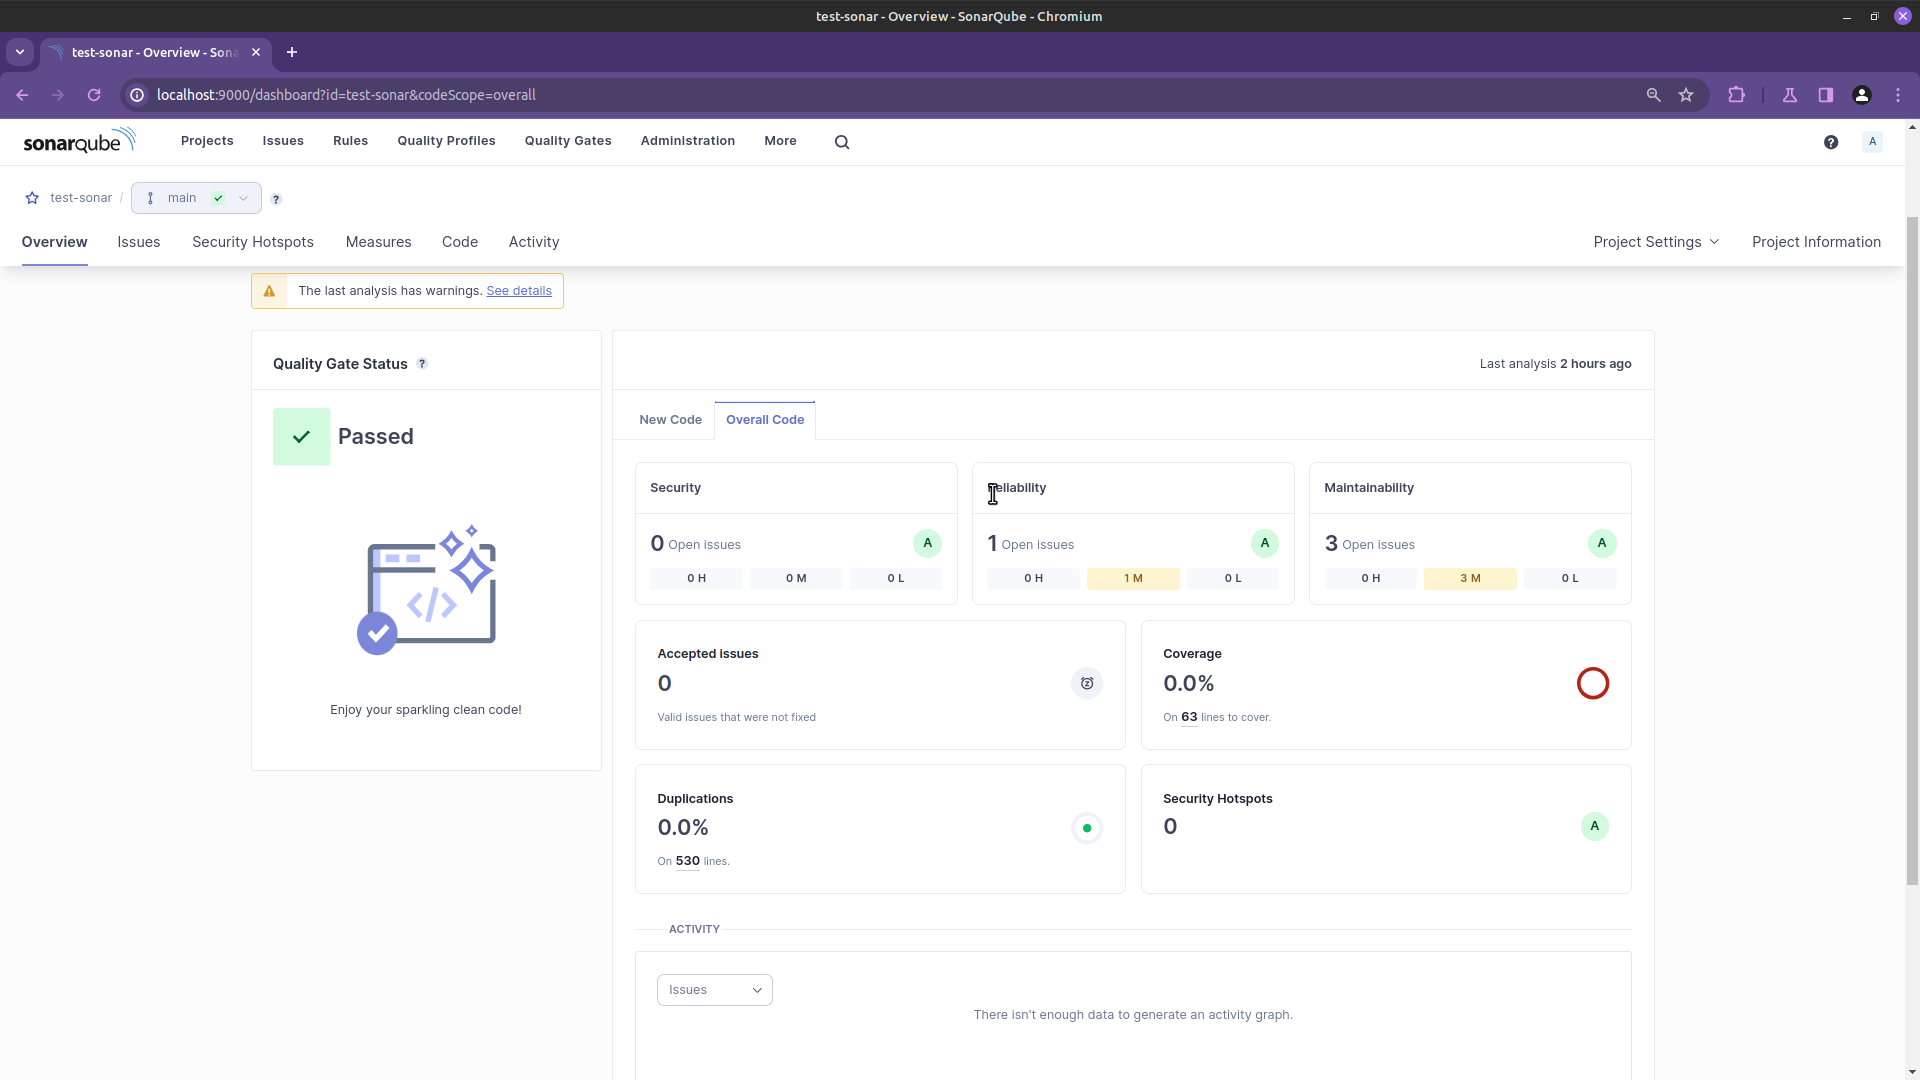 test-sonar - Overview - SonarQube - Chromium
test-sonar - Overview - Son
localhost:9000/dashboard?id=test-sonar&codeScope=overall
sonarqube Projects Issues Rules Quality Profiles Quality Gates Administration More A
test-sonar / main
Overview Issues Security Hotspots Measures Code Activity Project Settings Project Information
The last analysis has warnings. See details
Quality Gate Status ?
Last analysis 2 hours ago
Passed
Enjoy your sparkling clean code!
New Code Overall Code
Security
0 Open issues A
0 H 0 M 0 L
Reliability
1 Open issues A
0 H 1 M 0 L
Maintainability
3 Open issues A
0 H 3 M 0 L
Accepted issues
0
Valid issues that were not fixed
Coverage
0.0%
On 63 lines to cover.
Duplications
0.0%
On 530 lines.
Security Hotspots
0 A
ACTIVITY
Issues
There isn't enough data to generate an activity graph.